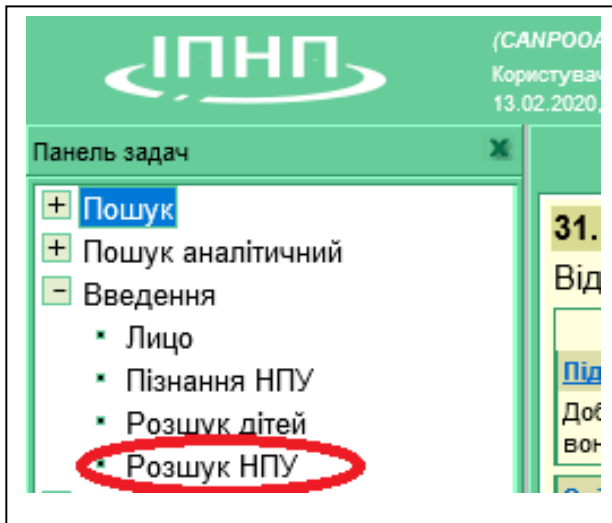 ІПНП
(CANPOOA
Користувач
13.02.2020,
Панель задач
Пошук
Пошук аналітичний
Введення
Лицо
Пізнання НПУ
Розшук дітей
Розшук НПУ
31.
Від
Під
Доб
вон